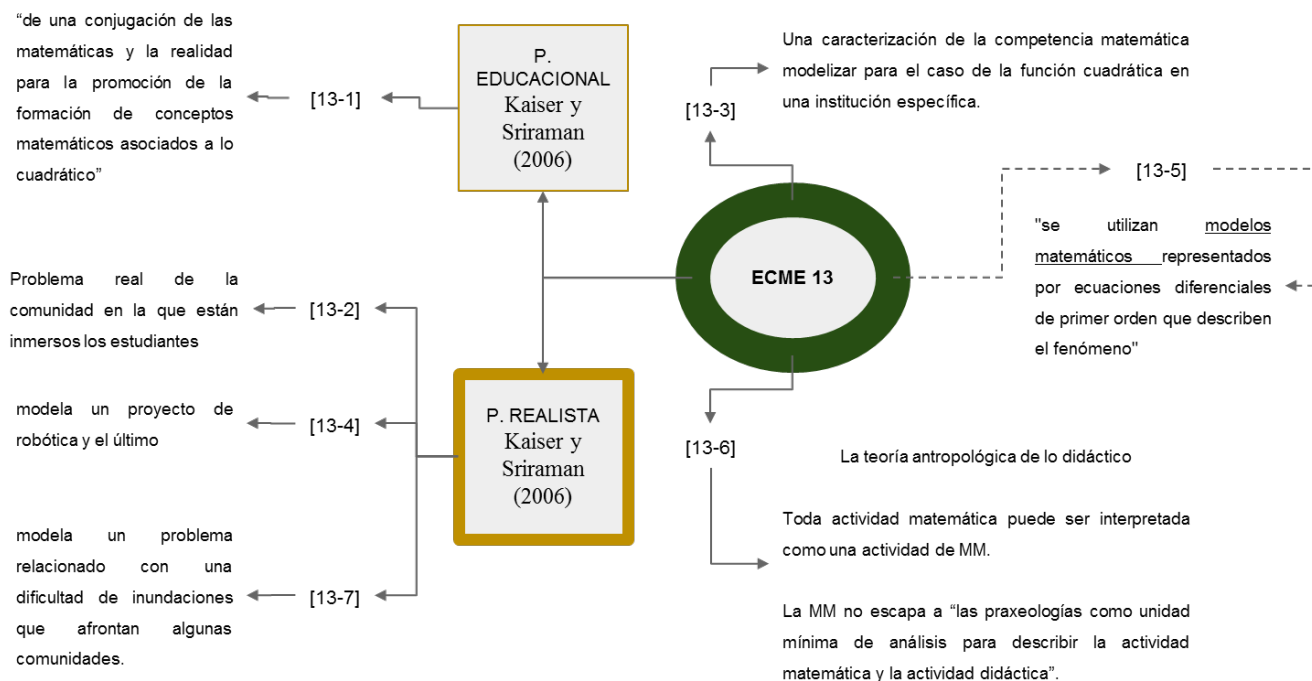 “de una conjugación de las
matemáticas y la realidad
para la promoción de la
formación de conceptos
matemáticos asociados a lo
cuadrático”
[13-1]
P.
EDUCACIONAL
Kaiser y
Sriraman
(2006)
Problema real de la
comunidad en la que están
inmersos los estudiantes
[13-2]
modela un proyecto de
robótica y el último
[13-4]
modela un problema
relacionado con una
dificultad de inundaciones
que afrontan algunas
comunidades.
[13-7]
P. REALISTA
Kaiser y
Sriraman
(2006)
ECME 13
[13-3]
Una caracterización de la competencia matemática
modelizar para el caso de la función cuadrática en
una institución específica.
[13-5]
"se utilizan modelos
matemáticos representados
por ecuaciones diferenciales
de primer orden que describen
el fenómeno"
[13-6]
La teoría antropológica de lo didáctico
Toda actividad matemática puede ser interpretada
como una actividad de MM.
La MM no escapa a “las praxeologías como unidad
mínima de análisis para describir la actividad
matemática y la actividad didáctica”.